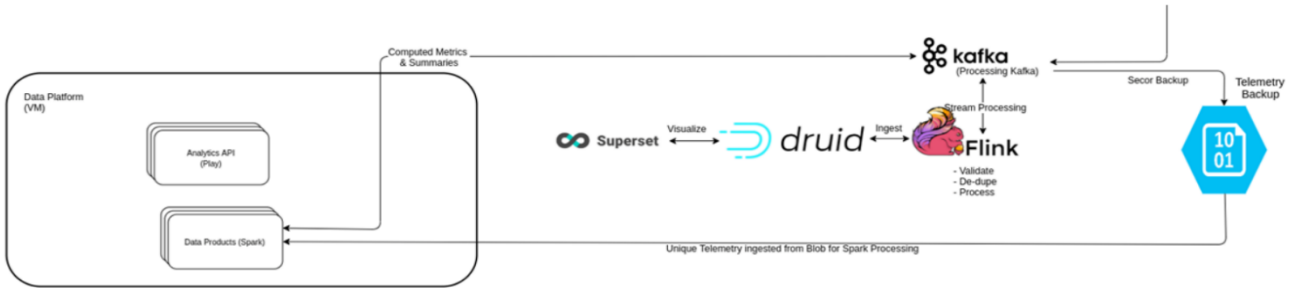 Computed Metrics
& Summaries
kafka
(Processing Kafka)
Secor Backup
Telemetry
Backup
Data Platform
(VM)
Stream Processing
Analytics API
(Play)
Superset
Visualize
druid
Ingest
Flink
10
01
- Validate
- De-dupe
- Process
Data Products (Spark)
Unique Telemetry ingested from Blob for Spark Processing